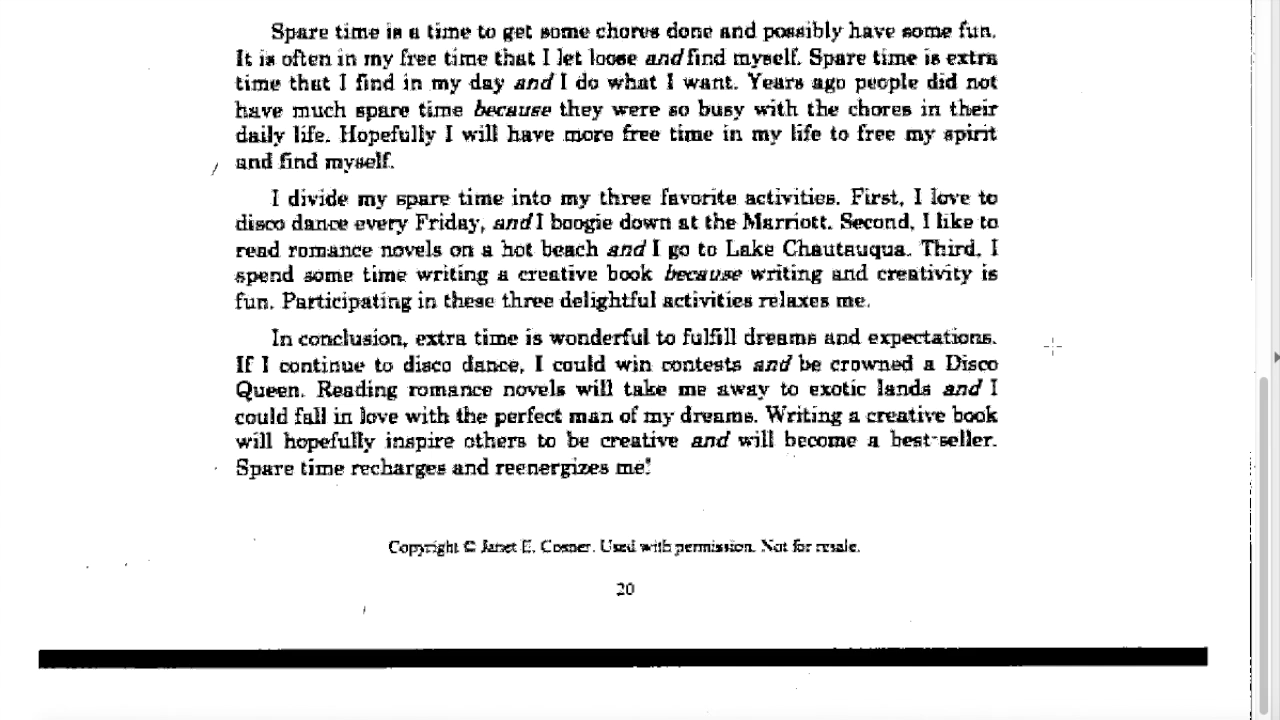 Spare time is a time to get some chores done and possibly have some fun.
It is often in my free time that I let loose and find myself. Spare time is extra
time that I find in my day and I do what I want. Years ago people did not
have much spare time because they were so busy with the chores in their
daily life. Hopefully I will have more free time in my life to free my spirit
and find myself.
I divide my spare time into my three favorite activities. First, I love to
disco dance every Friday, and I boogie down at the Marriott. Second, I like to
read romance novels on a hot beach and I go to Lake Chautauqua. Third, I
spend some time writing a creative book because writing and creativity is
fun. Participating in these three delightful activities relaxes me.
In conclusion, extra time is wonderful to fulfill dreams and expectations.
If I continue to disco dance, I could win contests and be crowned a Disco
Queen. Reading romance novels will take me away to exotic lands and I
could fall in love with the perfect man of my dreams. Writing a creative book
will hopefully inspire others to be creative and will become a best-seller.
Spare time recharges and reenergizes me!
Copyright © Janet E. Cosner. Used with permission. Not for resale.
20